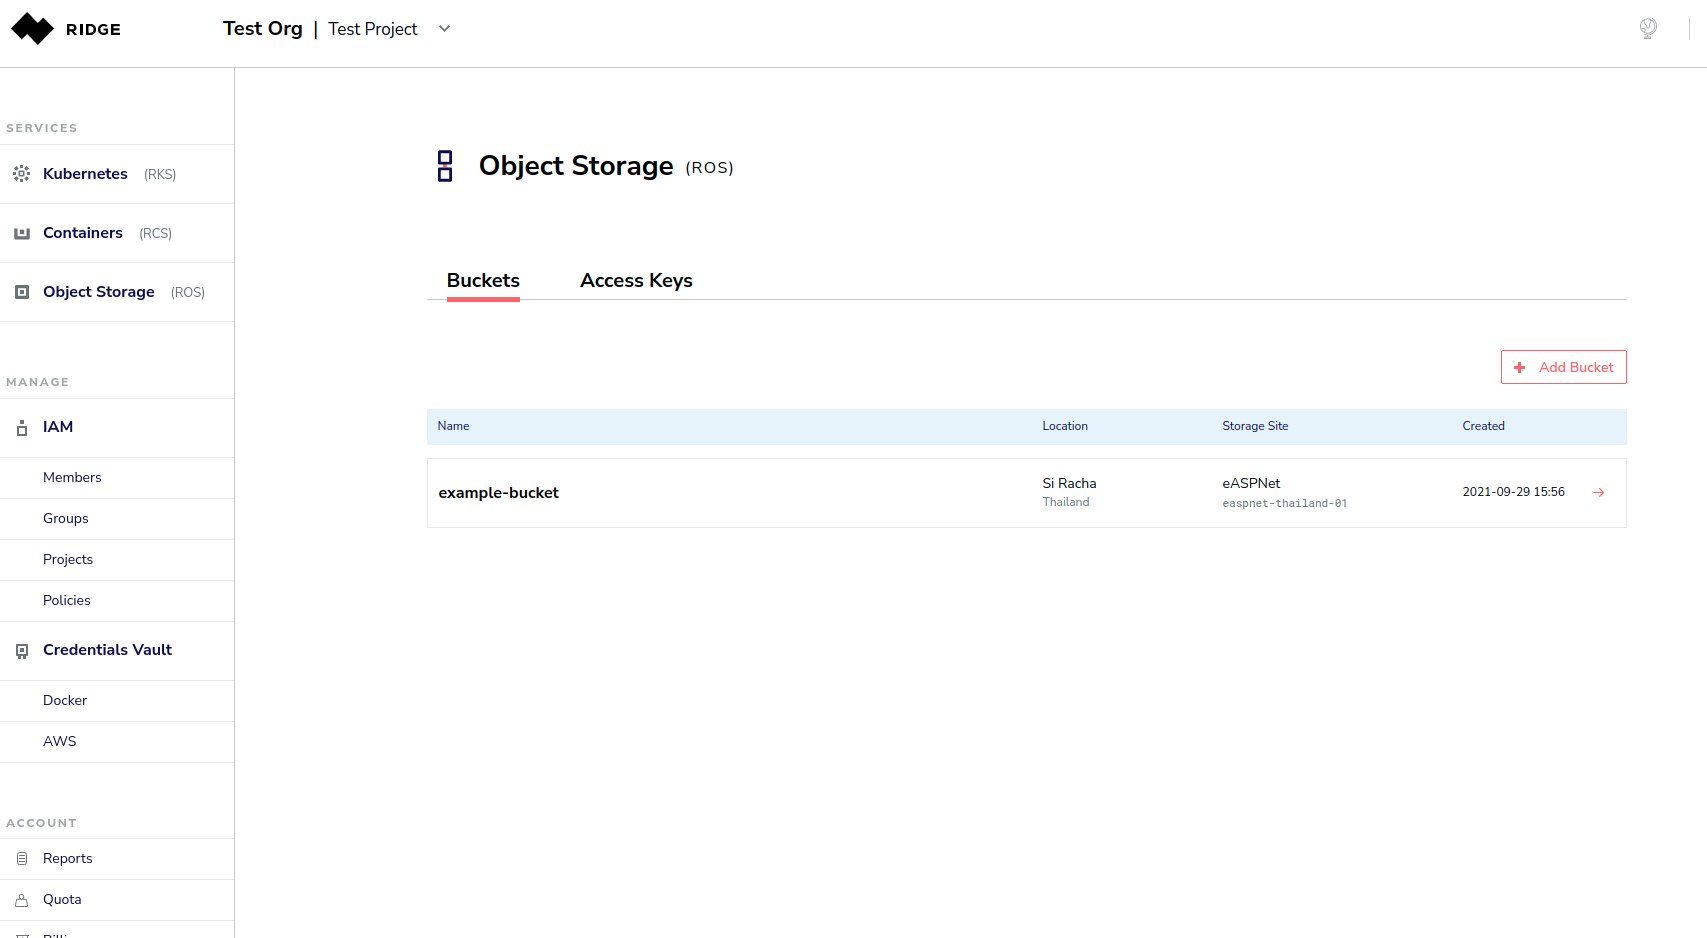 RIDGE
Test Org | Test Project
SERVICES
Kubernetes (RKS)
Containers (RCS)
Object Storage (ROS)
MANAGE
IAM
Members
Groups
Projects
Policies
Credentials Vault
Docker
AWS
ACCOUNT
Reports
Quota
Object Storage (ROS)
Buckets Access Keys
+ Add Bucket
Name Location Storage Site Created
example-bucket Si Racha eASPNet 2021-09-29 15:56 →
Thailand easpnet-thailand-01